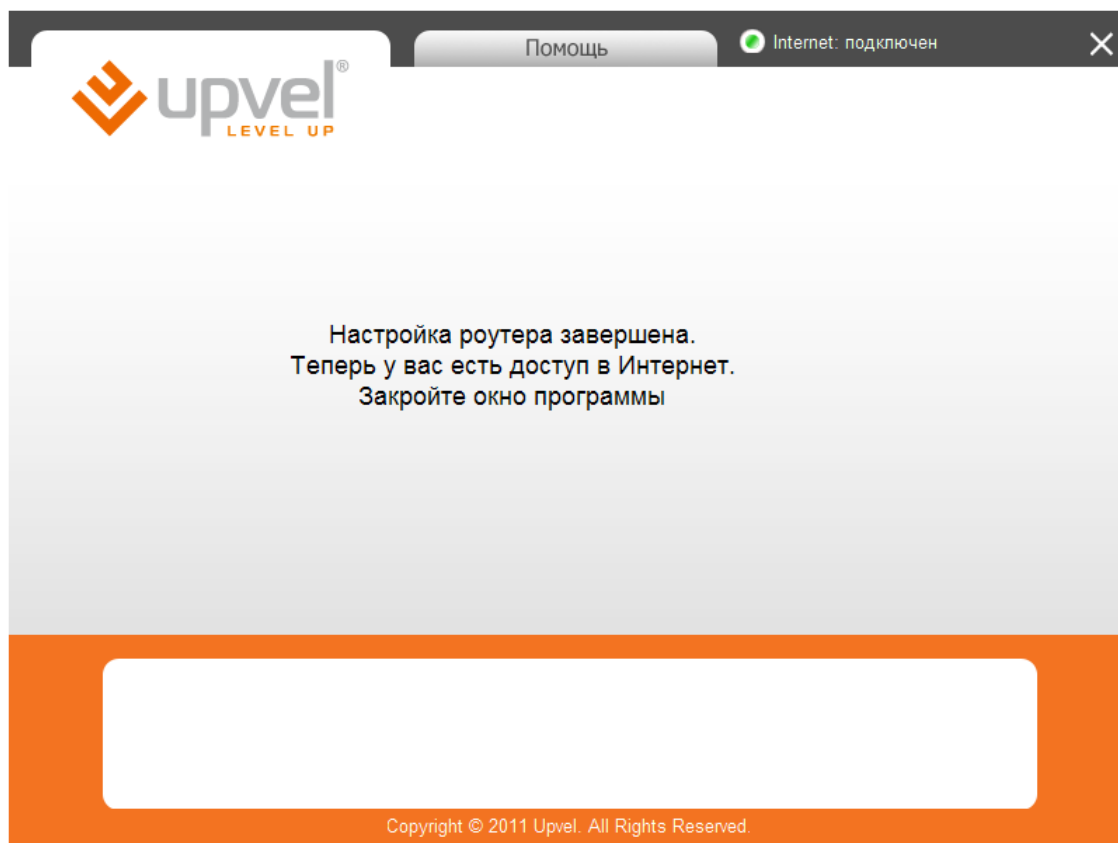 Помощь
Internet: подключен
upvel®
LEVEL UP
Настройка роутера завершена.
Теперь у вас есть доступ в Интернет.
Закройте окно программы
Copyright © 2011 Upvel. All Rights Reserved.